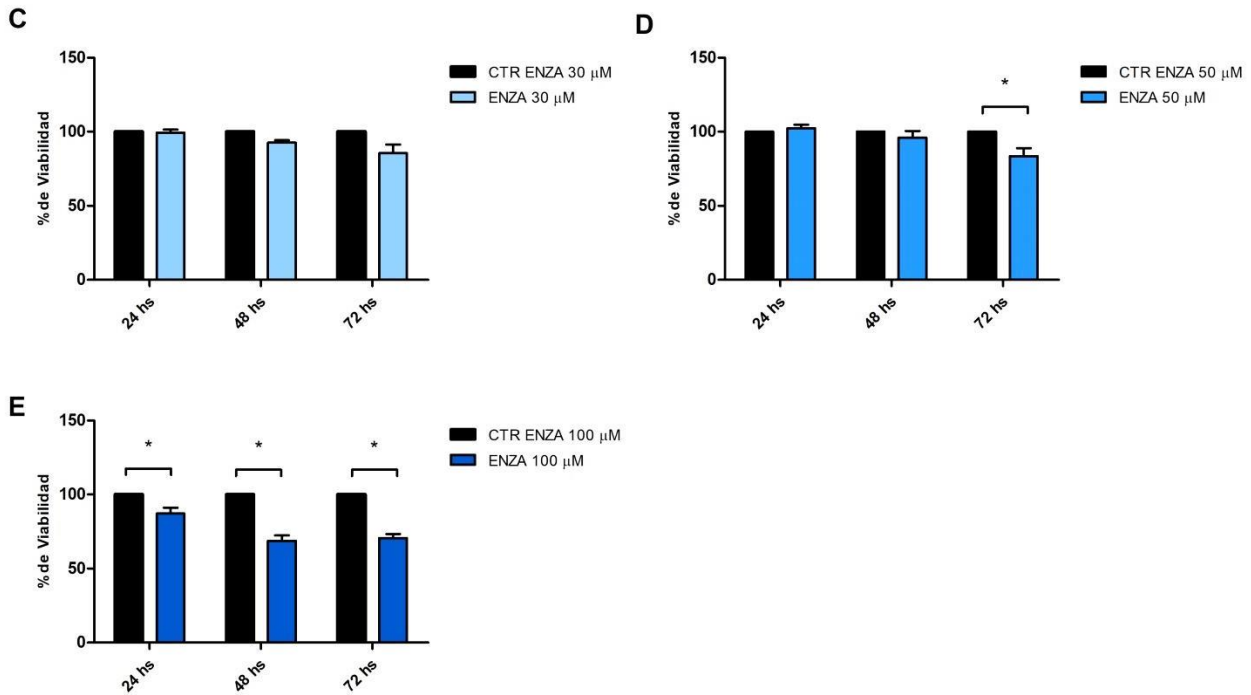 C
150
100
50
0
% de Viabilidad
24 hs
48 hs
72 hs
CTR ENZA 30 μM
ENZA 30 μM
D
150
100
50
0
% de Viabilidad
*
24 hs
48 hs
72 hs
CTR ENZA 50 μM
ENZA 50 μM
E
150
100
50
0
% de Viabilidad
*
*
*
24 hs
48 hs
72 hs
CTR ENZA 100 μM
ENZA 100 μM